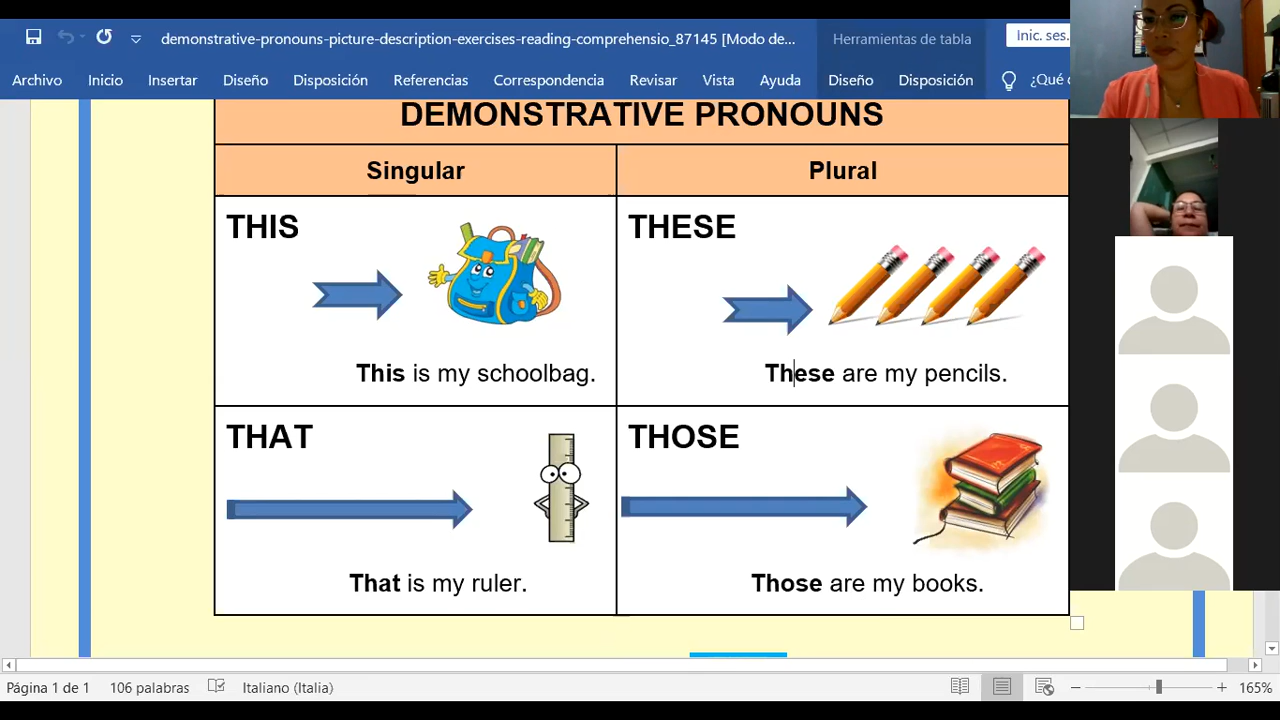 demonstrative-pronouns-picture-description-exercises-reading-comprehensio_87145 [Modo de...
Herramientas de tabla
Inic. ses.
Archivo Inicio Insertar Diseño Disposición Referencias Correspondencia Revisar Vista Ayuda Diseño Disposición ¿Qué
DEMONSTRATIVE PRONOUNS
Singular Plural
THIS THESE
This is my schoolbag. These are my pencils.
THAT THOSE
That is my ruler. Those are my books.
Página 1 de 1 106 palabras Italiano (Italia) 165%